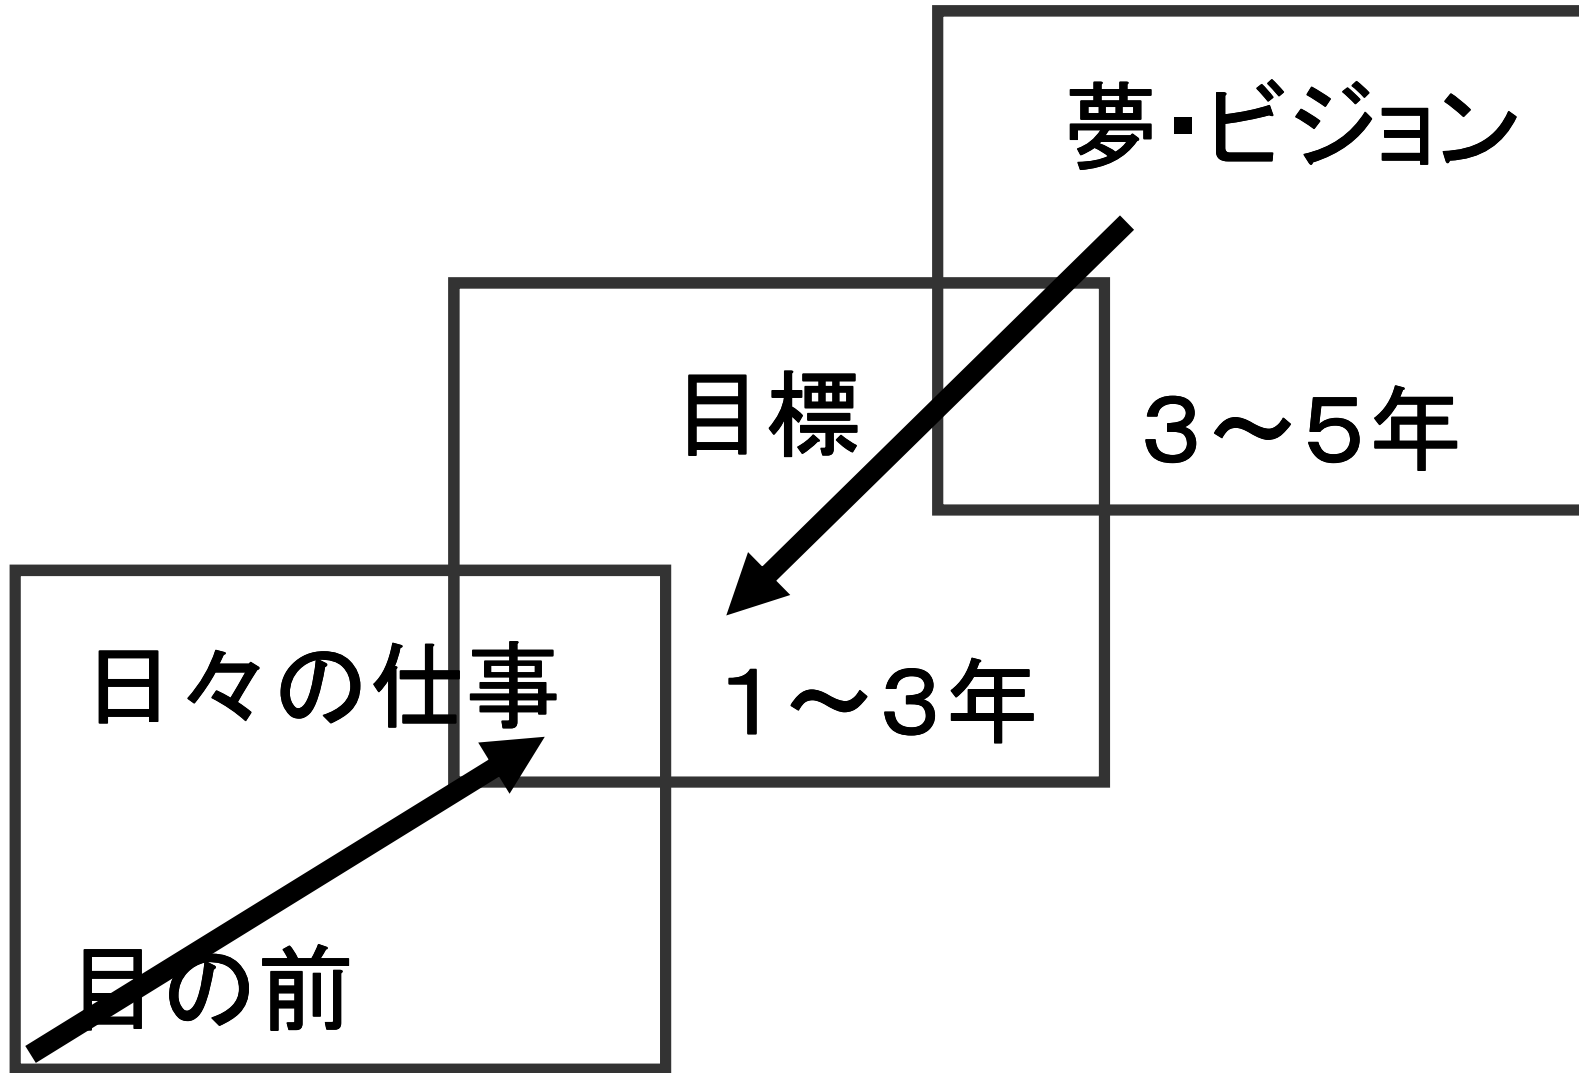 夢・ビジョン
3～5年
目標
1～3年
日々の仕事
目の前